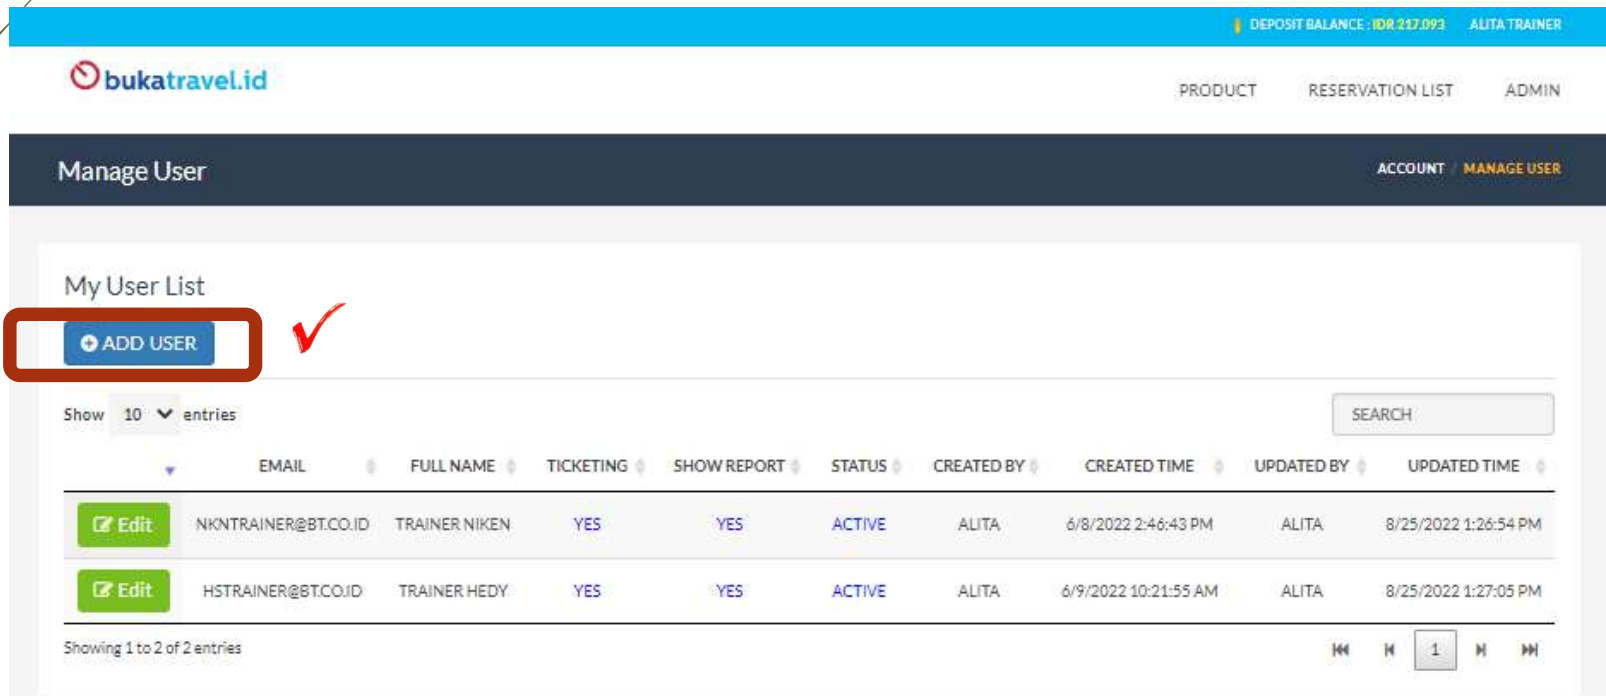 DEPOSIT BALANCE : IDR 217.093 ALITA TRAINER
bukatravel.id
PRODUCT RESERVATION LIST ADMIN
Manage User
ACCOUNT / MANAGE USER
My User List
ADD USER
Show 10 entries
SEARCH
EMAIL FULL NAME TICKETING SHOW REPORT STATUS CREATED BY CREATED TIME UPDATED BY UPDATED TIME
Edit NKNTRAINER@BT.CO.ID TRAINER NIKEN YES YES ACTIVE ALITA 6/8/2022 2:46:43 PM ALITA 8/25/2022 1:26:54 PM
Edit HSTRAINER@BT.CO.ID TRAINER HEDY YES YES ACTIVE ALITA 6/9/2022 10:21:55 AM ALITA 8/25/2022 1:27:05 PM
Showing 1 to 2 of 2 entries
1